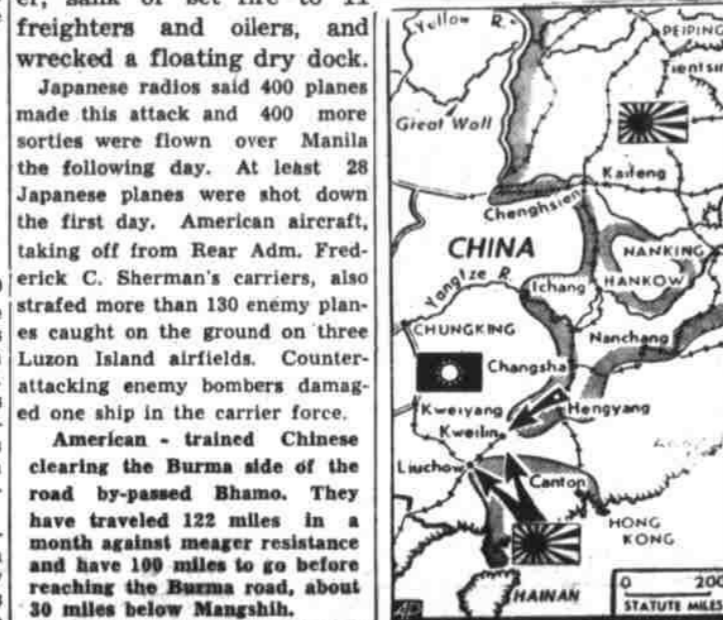 freighters and oilers, and
wrecked a floating dry dock.
Japanese radios said 400 planes
made this attack and 400 more
sorties were flown over Manila
the following day. At least 28
Japanese planes were shot down
the first day. American aircraft,
taking off from Rear Adm. Fred-
erick C. Sherman's carriers, also
strafed more than 130 enemy plan-
es caught on the ground on three
Luzon Island airfields. Counter-
attacking enemy bombers damag-
ed one ship in the carrier force.
American - trained Chinese
clearing the Burma side of the
road by-passed Bhamo. They
have traveled 122 miles in a
month against meager resistance
and have 100 miles to go before
reaching the Burma road, about
30 miles below Mangshih.
Yellow R.
PEIPING
Tientsin
Great Wall
Kaifeng
Chenghsien
CHINA
NANKING
Yangtze R.
Ichang
HANKOW
CHUNGKING
Nanchang
Changsha
Kweiyang
Hengyang
Kweilin
Liuchow
Canton
HONG
KONG
HAINAN
0 200
STATUTE MILES